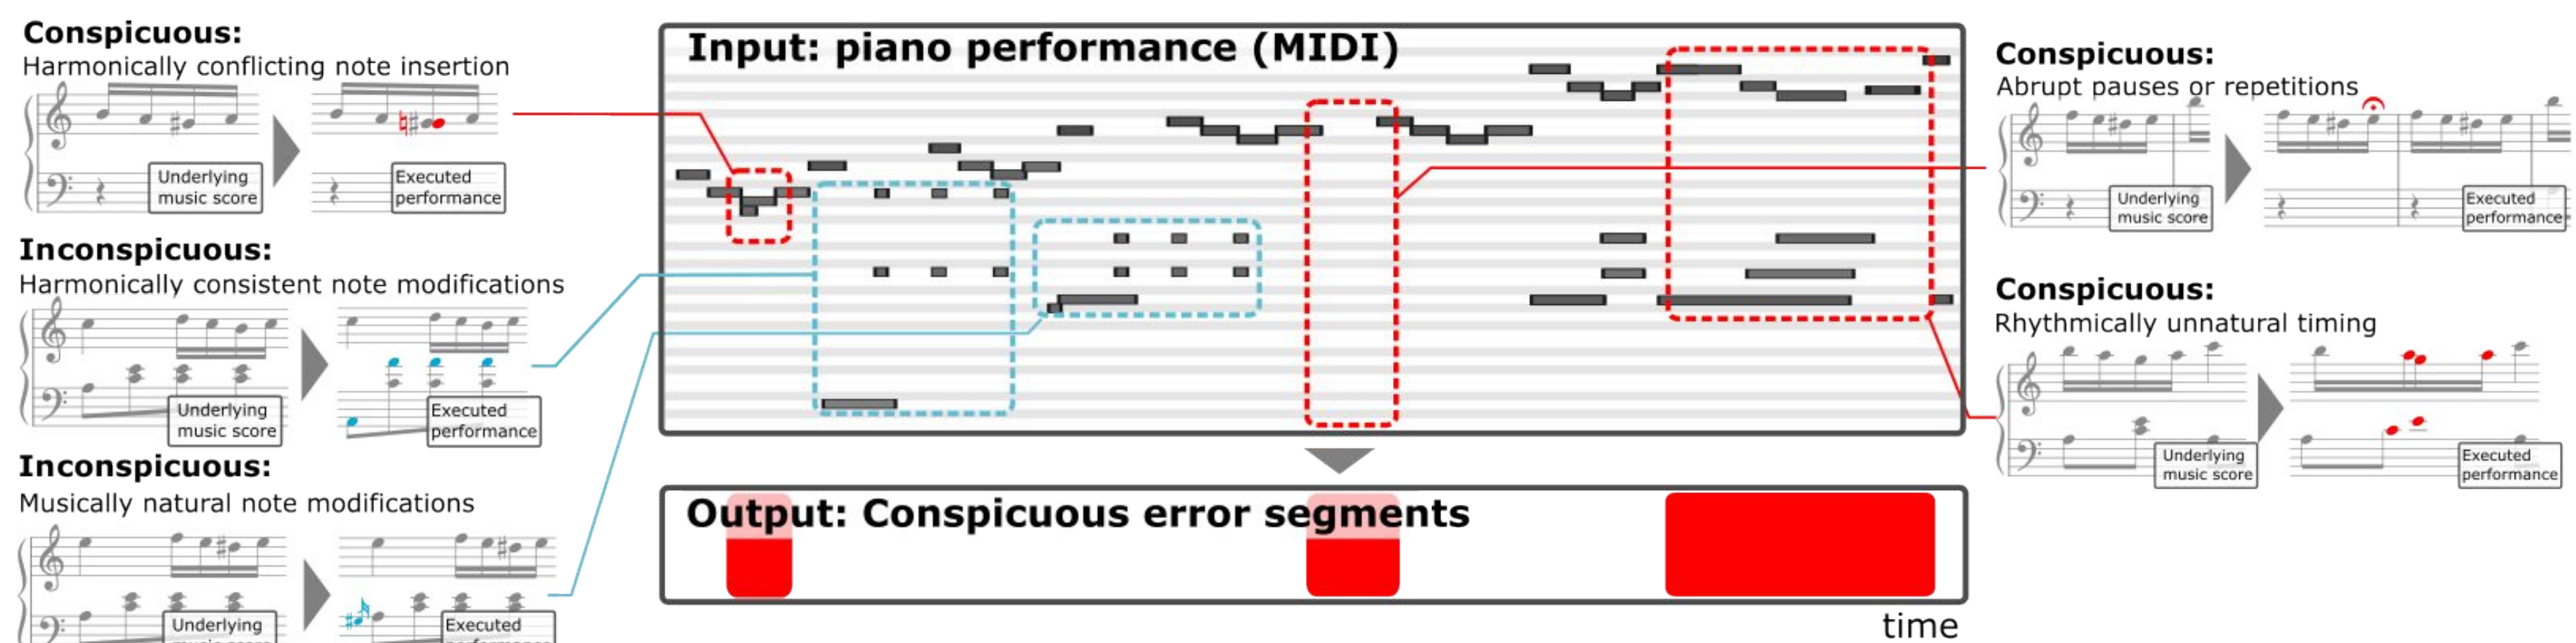 Conspicuous:
Harmonically conflicting note insertion
Underlying
music score
Executed
performance
Inconspicuous:
Harmonically consistent note modifications
Underlying
music score
Executed
performance
Inconspicuous:
Musically natural note modifications
Underlying
Executed
Input: piano performance (MIDI)
Output: Conspicuous error segments
time
Conspicuous:
Abrupt pauses or repetitions
Underlying
music score
Executed
performance
Conspicuous:
Rhythmically unnatural timing
Underlying
music score
Executed
performance